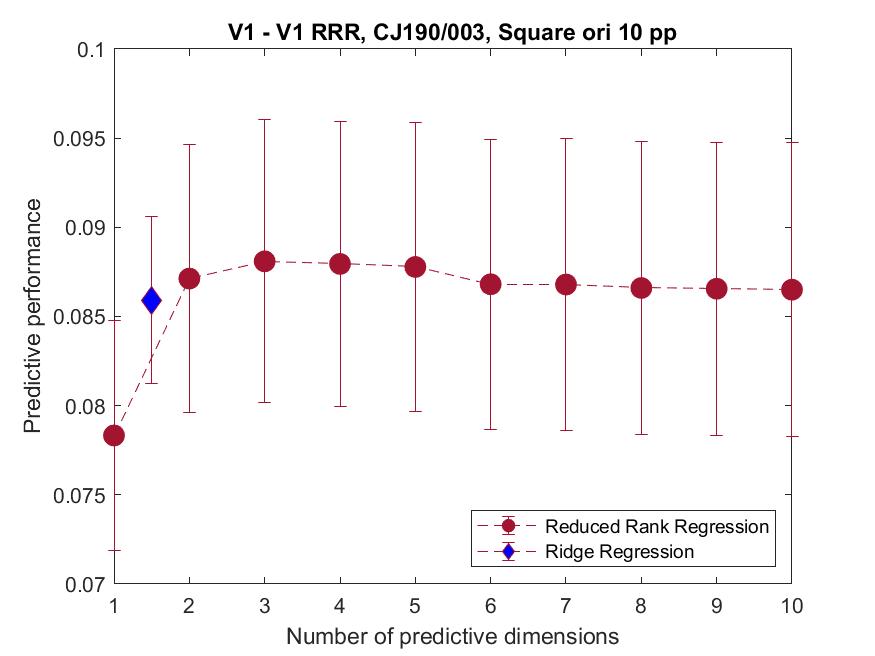 V1 - V1 RRR, CJ190/003, Square ori 10 pp
0.1
0.095
0.09
0.085
0.08
0.075
0.07
Predictive performance
Reduced Rank Regression
Ridge Regression
1 2 3 4 5 6 7 8 9 10
Number of predictive dimensions